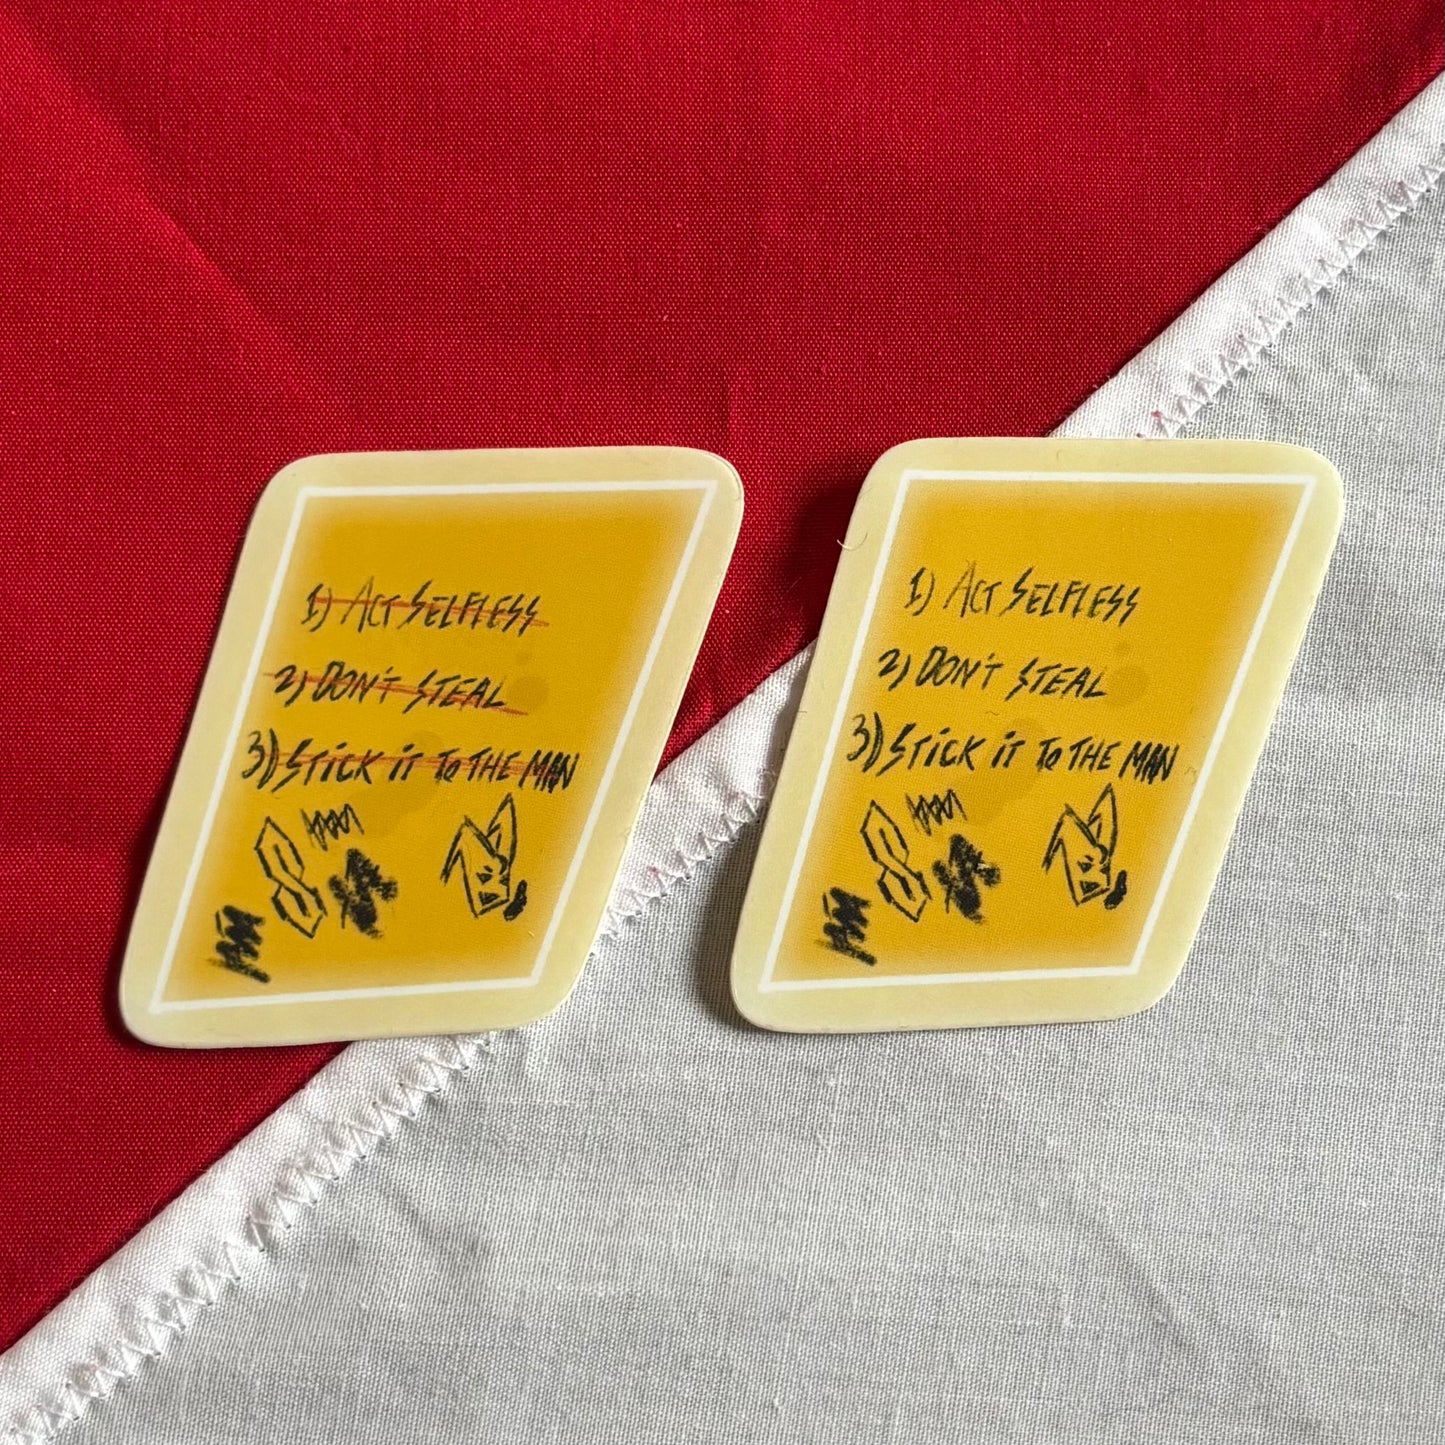 1) ACT SELFLESS
2) DON'T STEAL
3) STICK IT TO THE MAN
1) ACT SELFLESS
2) DON'T STEAL
3) STICK IT TO THE MAN